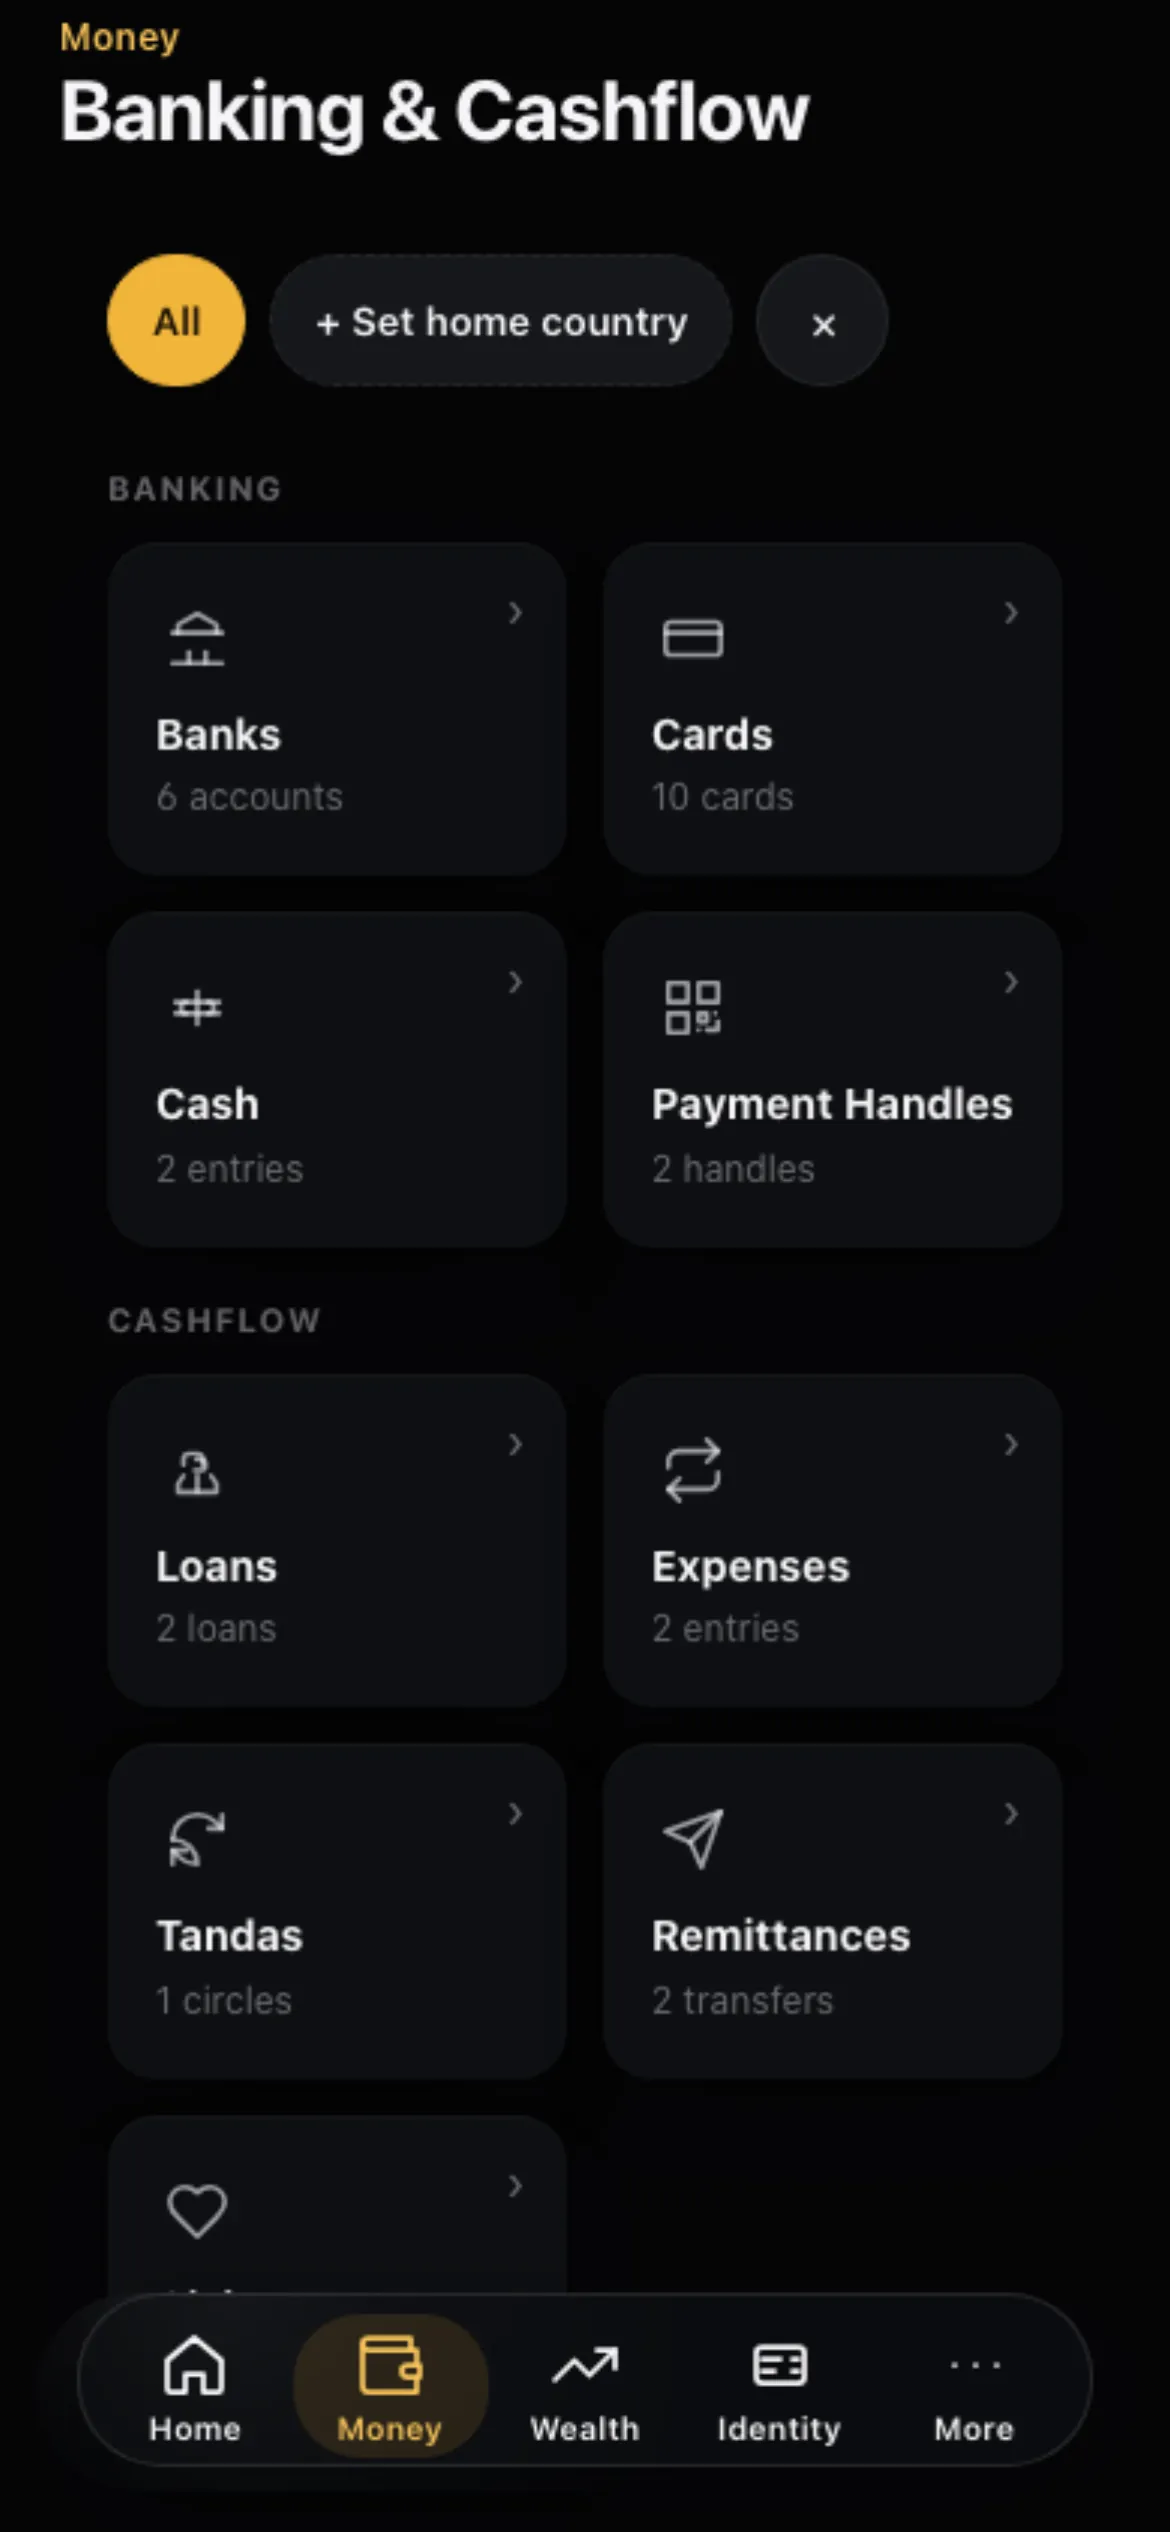 Money
Banking & Cashflow
All
+ Set home country
×
BANKING
Banks
6 accounts
Cards
10 cards
Cash
2 entries
Payment Handles
2 handles
CASHFLOW
Loans
2 loans
Expenses
2 entries
Tandas
1 circles
Remittances
2 transfers
Home
Money
Wealth
Identity
More